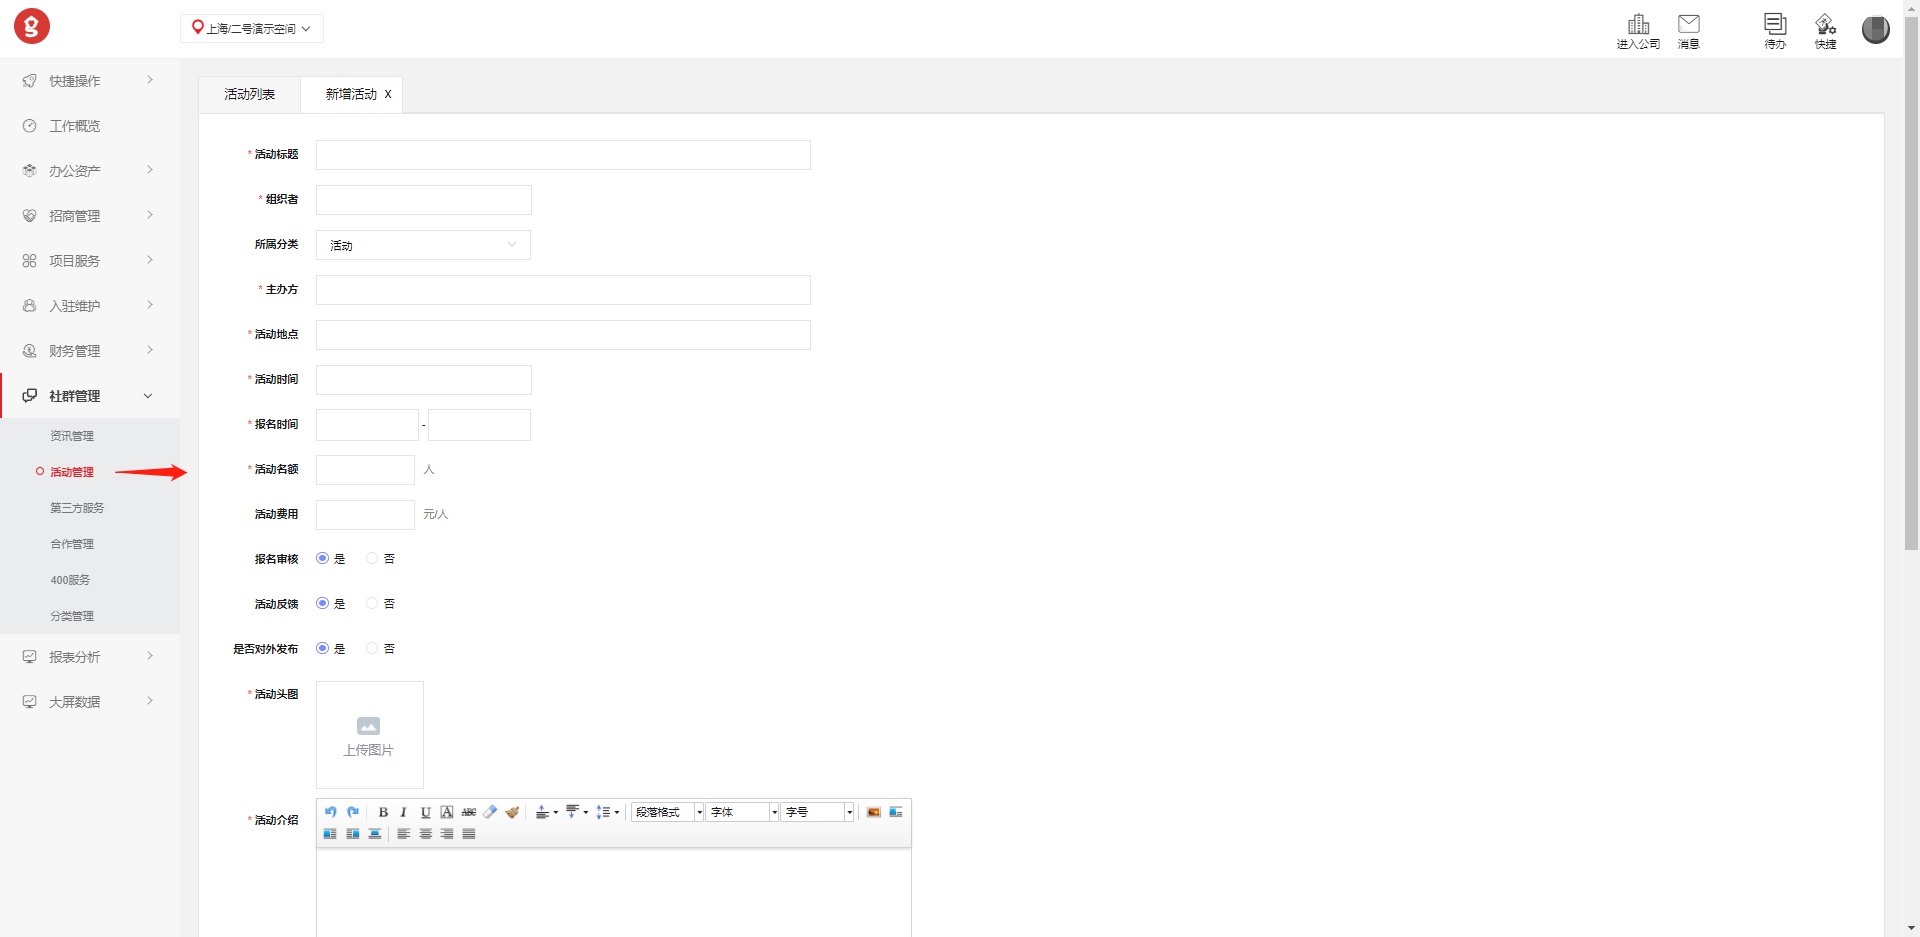 上海/二号演示空间
进入公司
消息
待办
快捷
快捷操作
工作概览
办公资产
招商管理
项目服务
入驻维护
财务管理
社群管理
资讯管理
活动管理
第三方服务
合作管理
400服务
分类管理
报表分析
大屏数据
活动列表
新增活动 X
* 活动标题
* 组织者
所属分类 活动
* 主办方
* 活动地点
* 活动时间
* 报名时间 -
* 活动名额 人
活动费用 元/人
报名审核 是 否
活动反馈 是 否
是否对外发布 是 否
* 活动头图
上传图片
* 活动介绍
B I U A ABC 段落格式 字体 字号